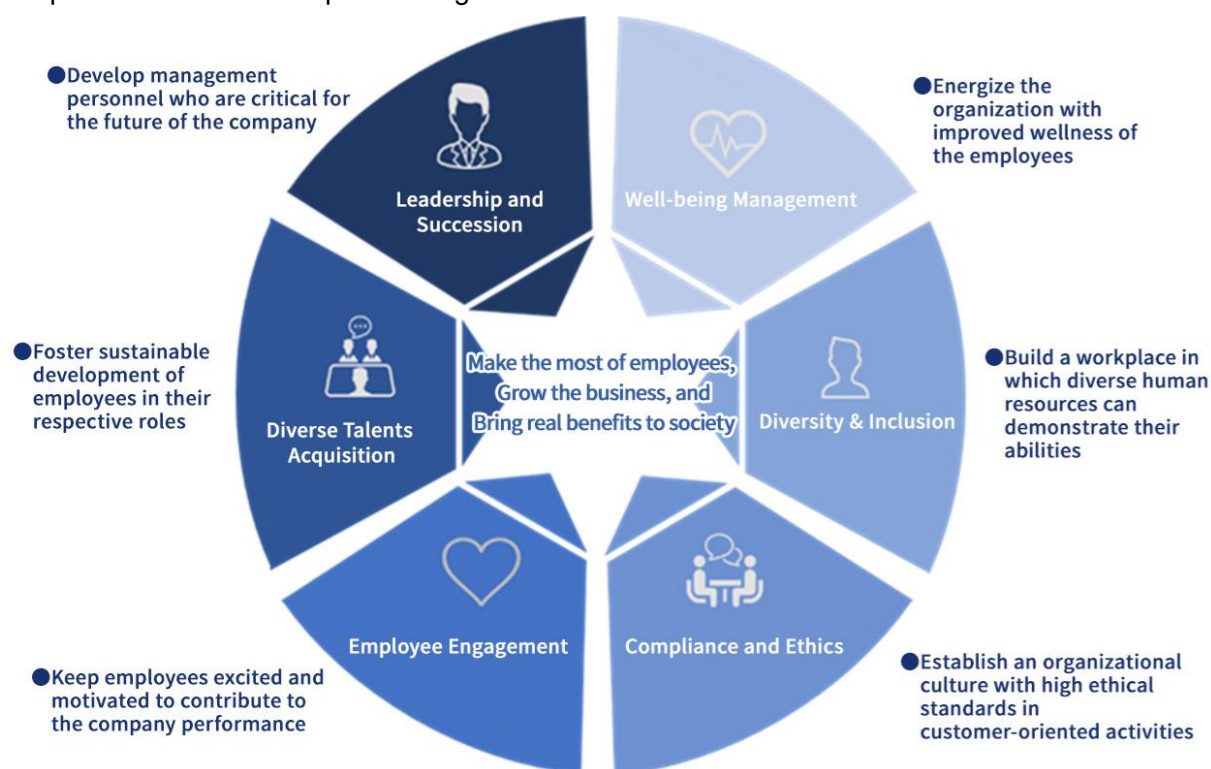 ●Develop management
personnel who are critical for
the future of the company
Leadership and
Succession
Well-being Management
●Energize the
organization with
improved wellness of
the employees
●Foster sustainable
development of
employees in their
respective roles
Diverse Talents
Acquisition
Make the most of employees,
Grow the business, and
Bring real benefits to society
Diversity & Inclusion
●Build a workplace in
which diverse human
resources can
demonstrate their
abilities
●Keep employees excited and
motivated to contribute to
the company performance
Employee Engagement
Compliance and Ethics
●Establish an organizational
culture with high ethical
standards in
customer-oriented activities